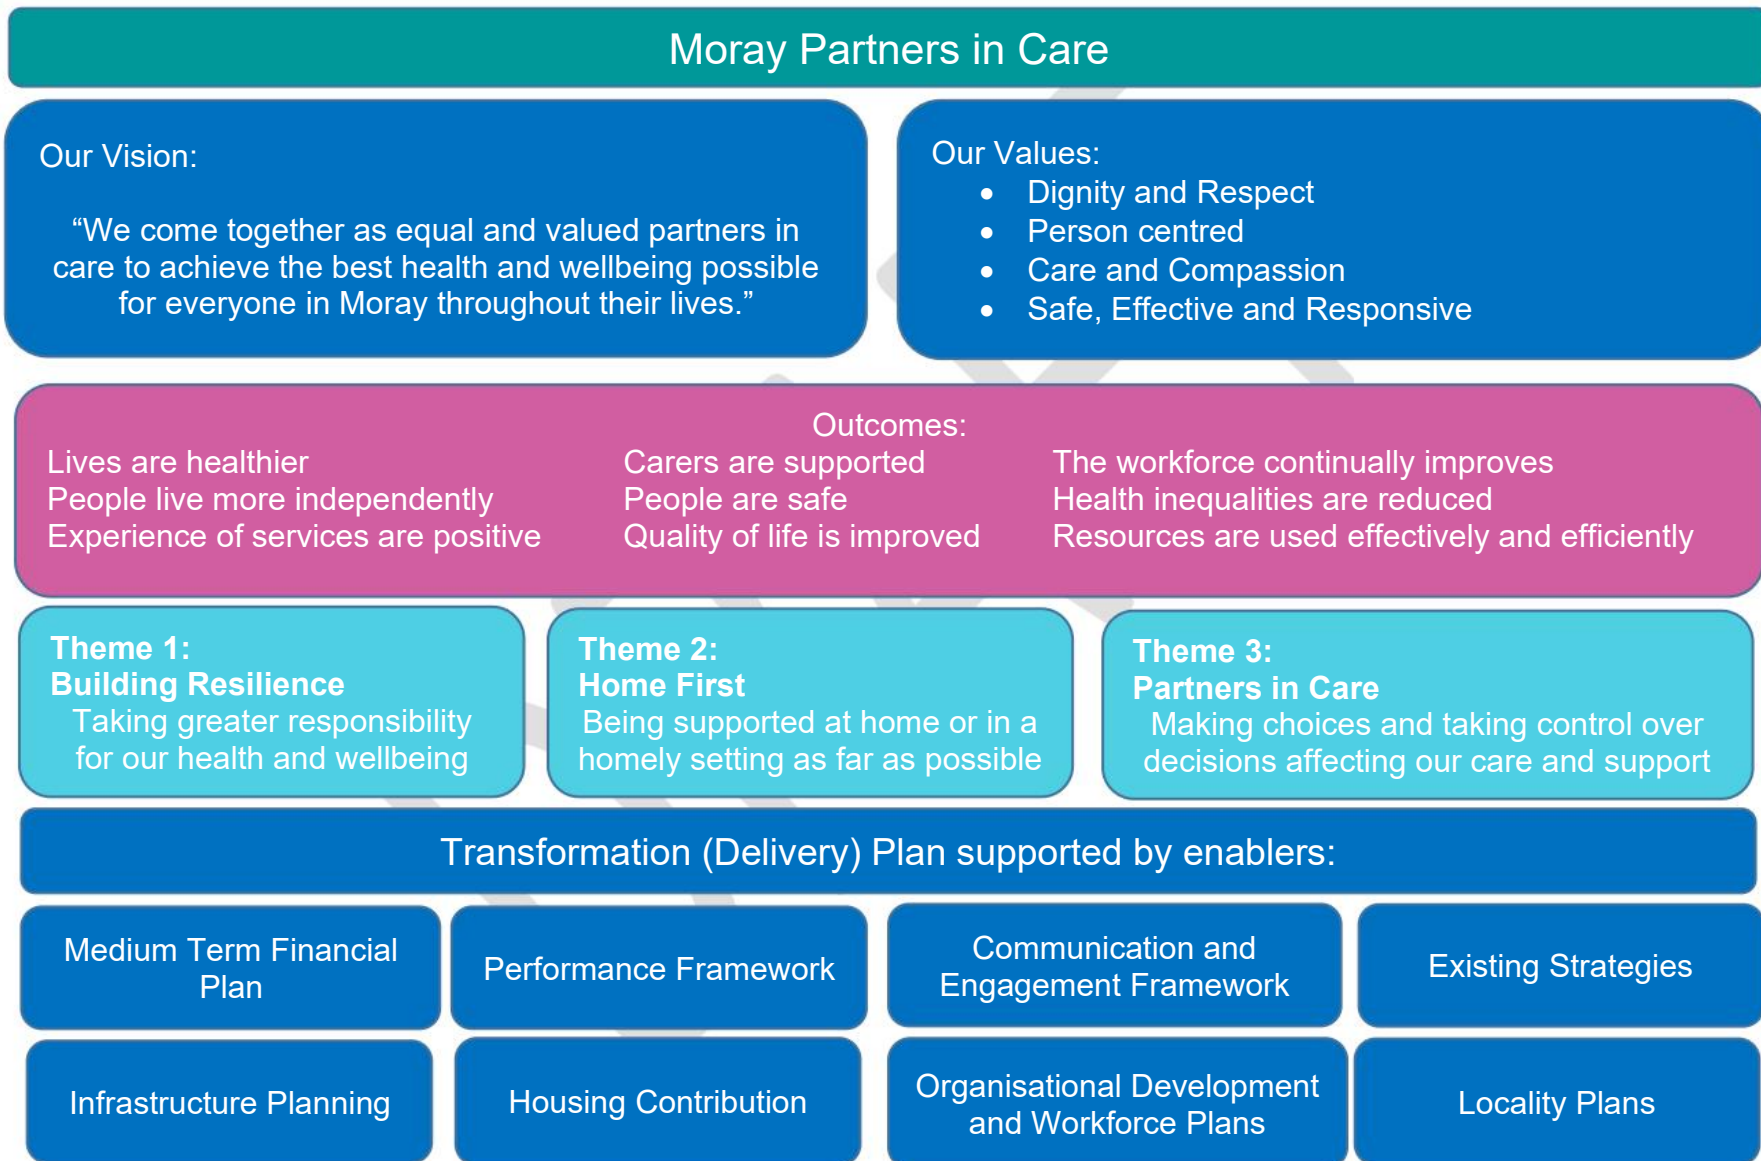 Moray Partners in Care
Our Vision:
“We come together as equal and valued partners in
care to achieve the best health and wellbeing possible
for everyone in Moray throughout their lives.”
Our Values:
• Dignity and Respect
• Person centred
• Care and Compassion
• Safe, Effective and Responsive
Outcomes:
Lives are healthier
People live more independently
Experience of services are positive
Carers are supported
People are safe
Quality of life is improved
The workforce continually improves
Health inequalities are reduced
Resources are used effectively and efficiently
Theme 1:
Building Resilience
Taking greater responsibility
for our health and wellbeing
Theme 2:
Home First
Being supported at home or in a
homely setting as far as possible
Theme 3:
Partners in Care
Making choices and taking control over
decisions affecting our care and support
Transformation (Delivery) Plan supported by enablers:
Medium Term Financial
Plan
Performance Framework
Communication and
Engagement Framework
Existing Strategies
Infrastructure Planning
Housing Contribution
Organisational Development
and Workforce Plans
Locality Plans